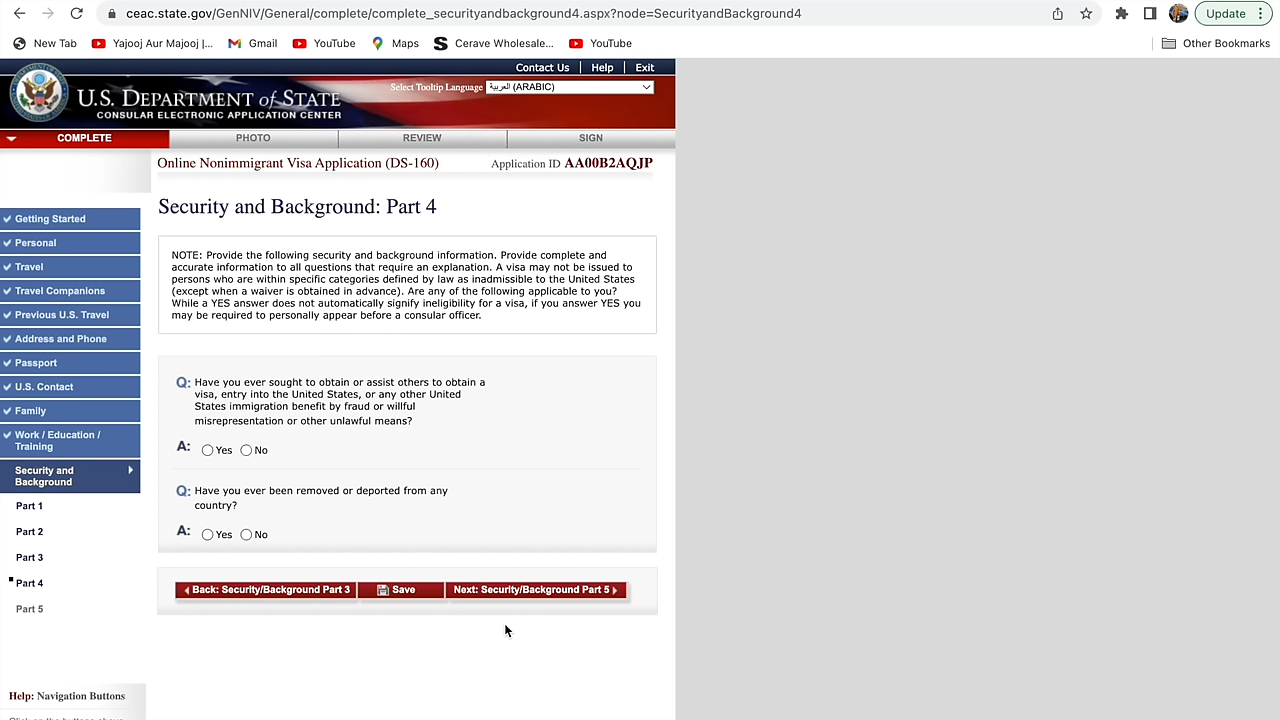 ceac.state.gov/GenNIV/General/complete/complete_securityandbackground4.aspx?node=SecurityandBackground4
Update
New Tab
Yajooj Aur Majooj |...
Gmail
YouTube
Maps
Cerave Wholesale...
YouTube
Other Bookmarks
Contact Us | Help | Exit
Select Tooltip Language العربية (ARABIC)
U.S. DEPARTMENT of STATE
CONSULAR ELECTRONIC APPLICATION CENTER
COMPLETE PHOTO REVIEW SIGN
Online Nonimmigrant Visa Application (DS-160)
Application ID AA00B2AQJP
Getting Started
Personal
Travel
Travel Companions
Previous U.S. Travel
Address and Phone
Passport
U.S. Contact
Family
Work / Education /
Training
Security and
Background
Part 1
Part 2
Part 3
Part 4
Part 5
Help: Navigation Buttons
Security and Background: Part 4
NOTE: Provide the following security and background information. Provide complete and
accurate information to all questions that require an explanation. A visa may not be issued to
persons who are within specific categories defined by law as inadmissible to the United States
(except when a waiver is obtained in advance). Are any of the following applicable to you?
While a YES answer does not automatically signify ineligibility for a visa, if you answer YES you
may be required to personally appear before a consular officer.
Q: Have you ever sought to obtain or assist others to obtain a
visa, entry into the United States, or any other United
States immigration benefit by fraud or willful
misrepresentation or other unlawful means?
A: Yes No
Q: Have you ever been removed or deported from any
country?
A: Yes No
Back: Security/Background Part 3
Save
Next: Security/Background Part 5